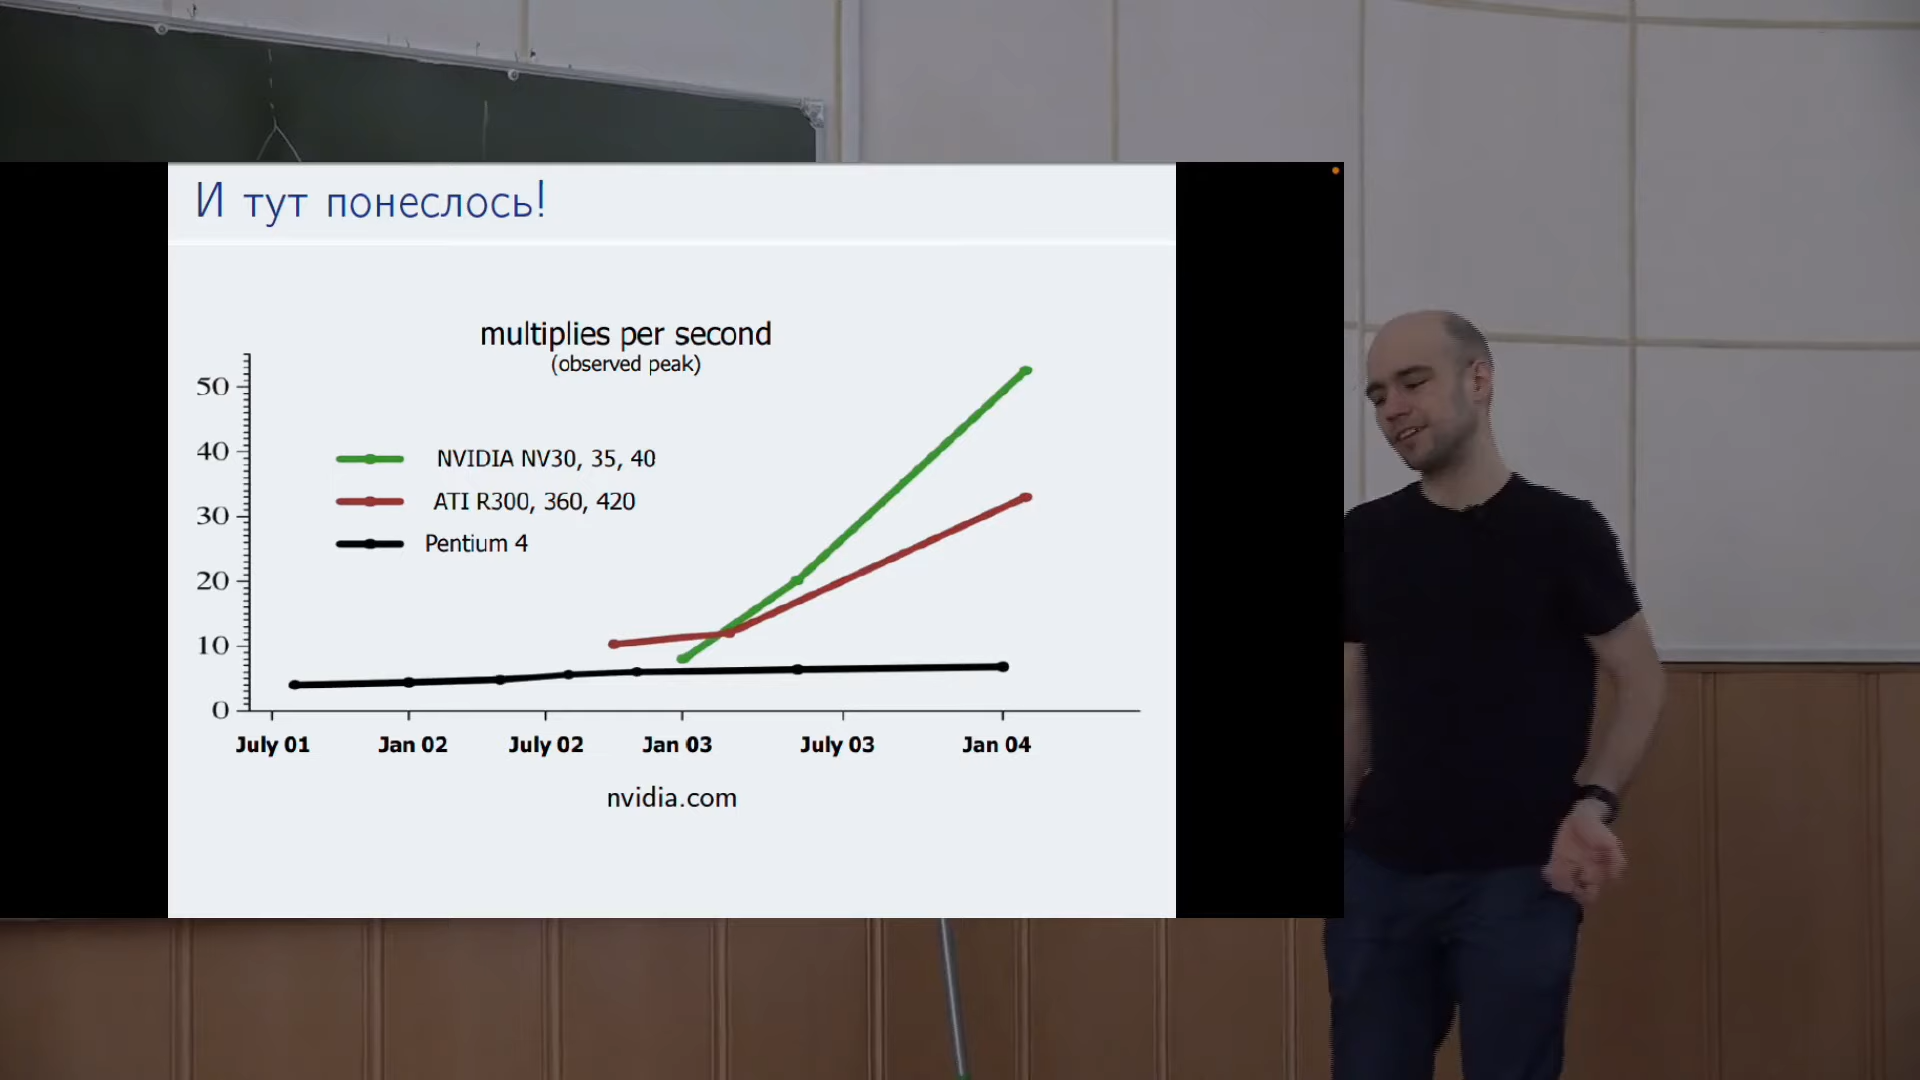 И тут понеслось!
multiplies per second
(observed peak)
50
40
30
20
10
0
NVIDIA NV30, 35, 40
ATI R300, 360, 420
Pentium 4
July 01 Jan 02 July 02 Jan 03 July 03 Jan 04
nvidia.com